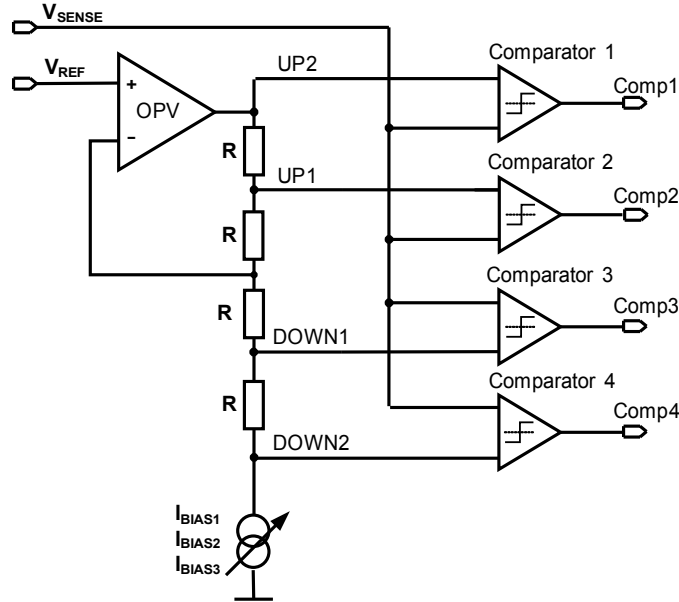 VSENSE
Comparator 1
VREF
UP2
Comp1
+
OPV
−
R
Comparator 2
UP1
Comp2
R
Comparator 3
R
DOWN1
Comp3
Comparator 4
R
Comp4
DOWN2
IBIAS1
IBIAS2
IBIAS3